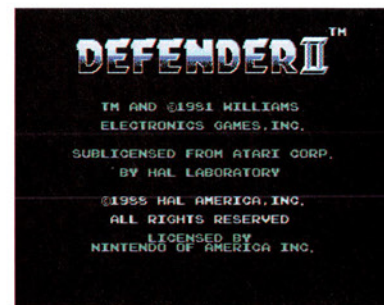 DEFENDER II TM
TM AND ©1981 WILLIAMS
ELECTRONICS GAMES,INC.
SUBLICENSED FROM ATARI CORP.
BY HAL LABORATORY
©1988 HAL AMERICA,INC.
ALL RIGHTS RESERVED
LICENSED BY
NINTENDO OF AMERICA INC.